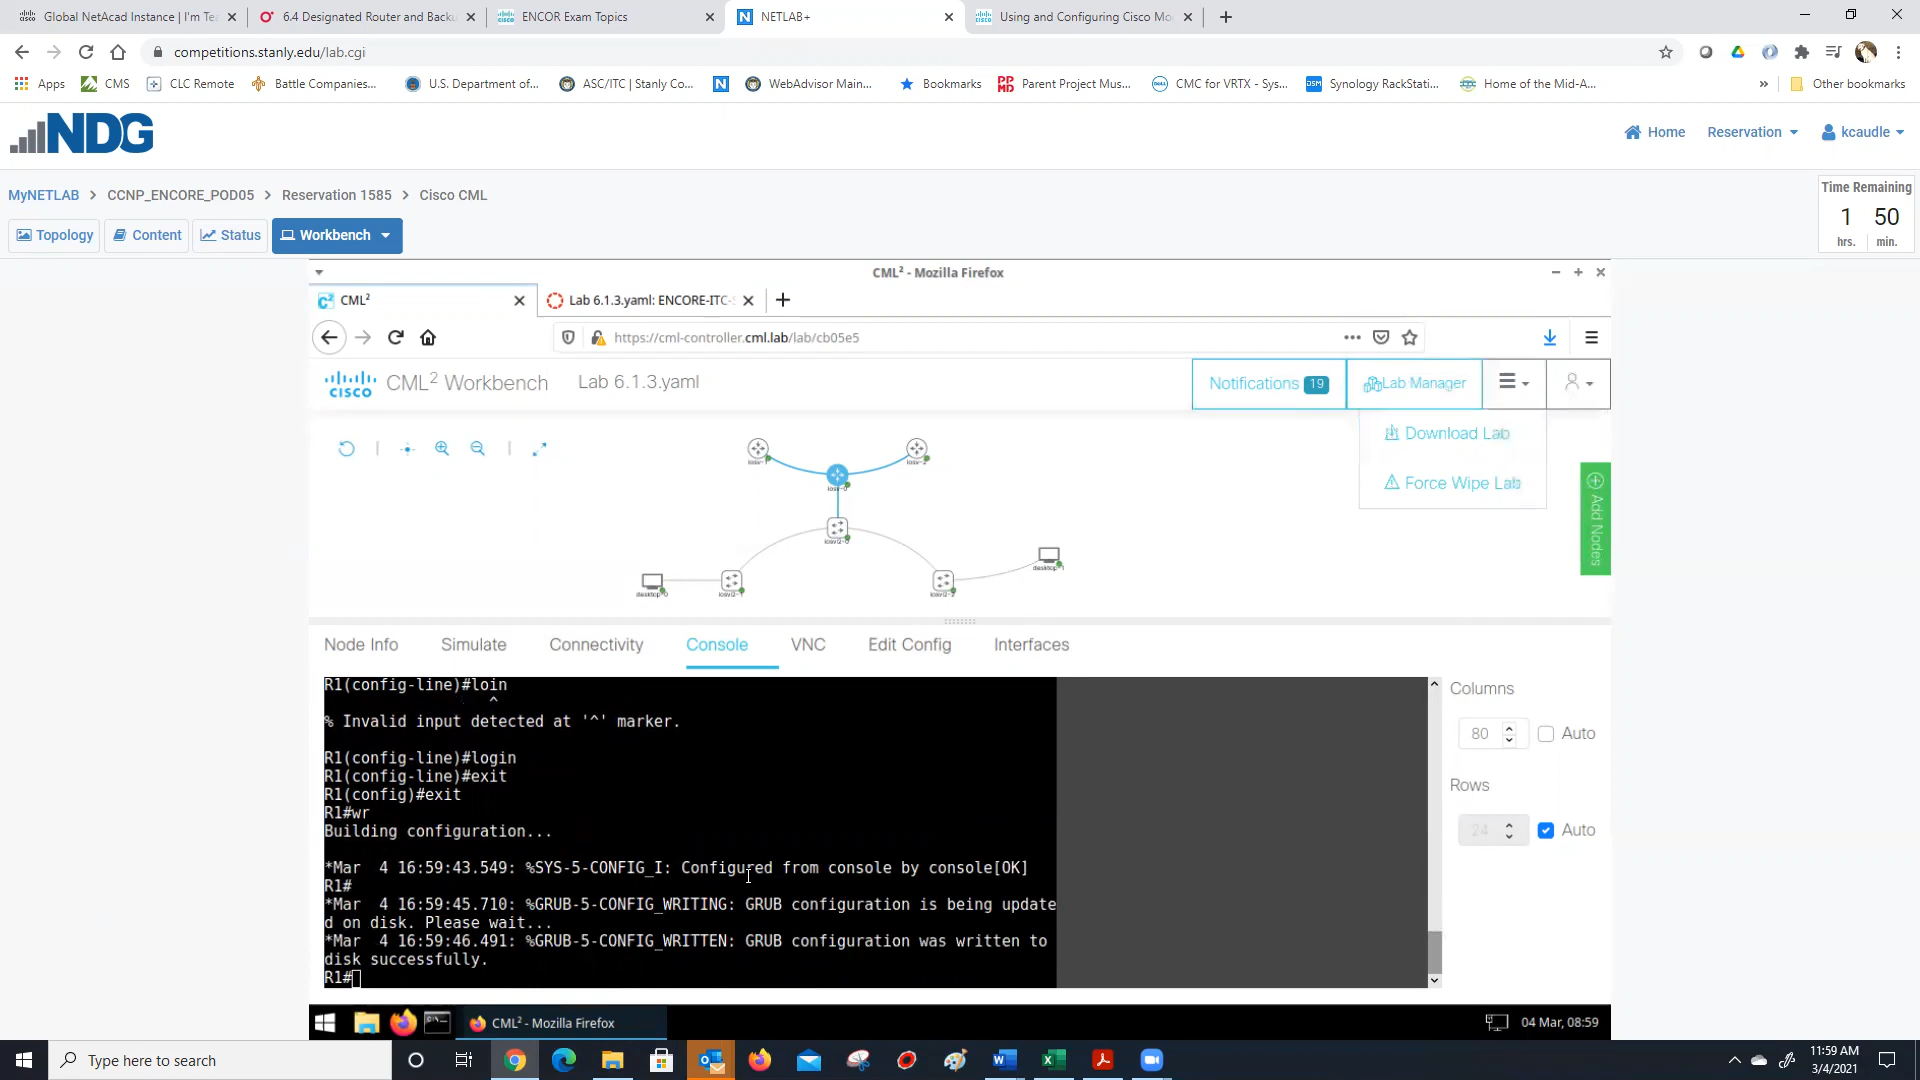 Global NetAcad Instance | I'm Tea
6.4 Designated Router and Backu
ENCOR Exam Topics
NETLAB+
Using and Configuring Cisco Mo
competitions.stanly.edu/lab.cgi
Apps
CMS
CLC Remote
Battle Companies...
U.S. Department of...
ASC/ITC | Stanly Co...
WebAdvisor Main...
Bookmarks
Parent Project Mus...
CMC for VRTX - Sys...
Synology RackStati...
Home of the Mid-A...
Other bookmarks
NDG
Home
Reservation
kcaudle
MyNETLAB > CCNP_ENCORE_POD05 > Reservation 1585 > Cisco CML
Time Remaining
1 50
hrs. min.
Topology
Content
Status
Workbench
CML² - Mozilla Firefox
CML²
Lab 6.1.3.yaml: ENCORE-ITC-
https://cml-controller.cml.lab/lab/cb05e5
cisco
CML² Workbench
Lab 6.1.3.yaml
Notifications 19
Lab Manager
Download Lab
Force Wipe Lab
Add Nodes
Node Info
Simulate
Connectivity
Console
VNC
Edit Config
Interfaces
R1(config-line)#loin
^
% Invalid input detected at '^' marker.
R1(config-line)#login
R1(config-line)#exit
R1(config)#exit
R1#wr
Building configuration...
*Mar  4 16:59:43.549: %SYS-5-CONFIG_I: Configured from console by console[OK]
R1#
*Mar  4 16:59:45.710: %GRUB-5-CONFIG_WRITING: GRUB configuration is being update
d on disk. Please wait...
*Mar  4 16:59:46.491: %GRUB-5-CONFIG_WRITTEN: GRUB configuration was written to
disk successfully.
R1#
Columns
80
Auto
Rows
24
Auto
CML² - Mozilla Firefox
04 Mar, 08:59
Type here to search
11:59 AM
3/4/2021